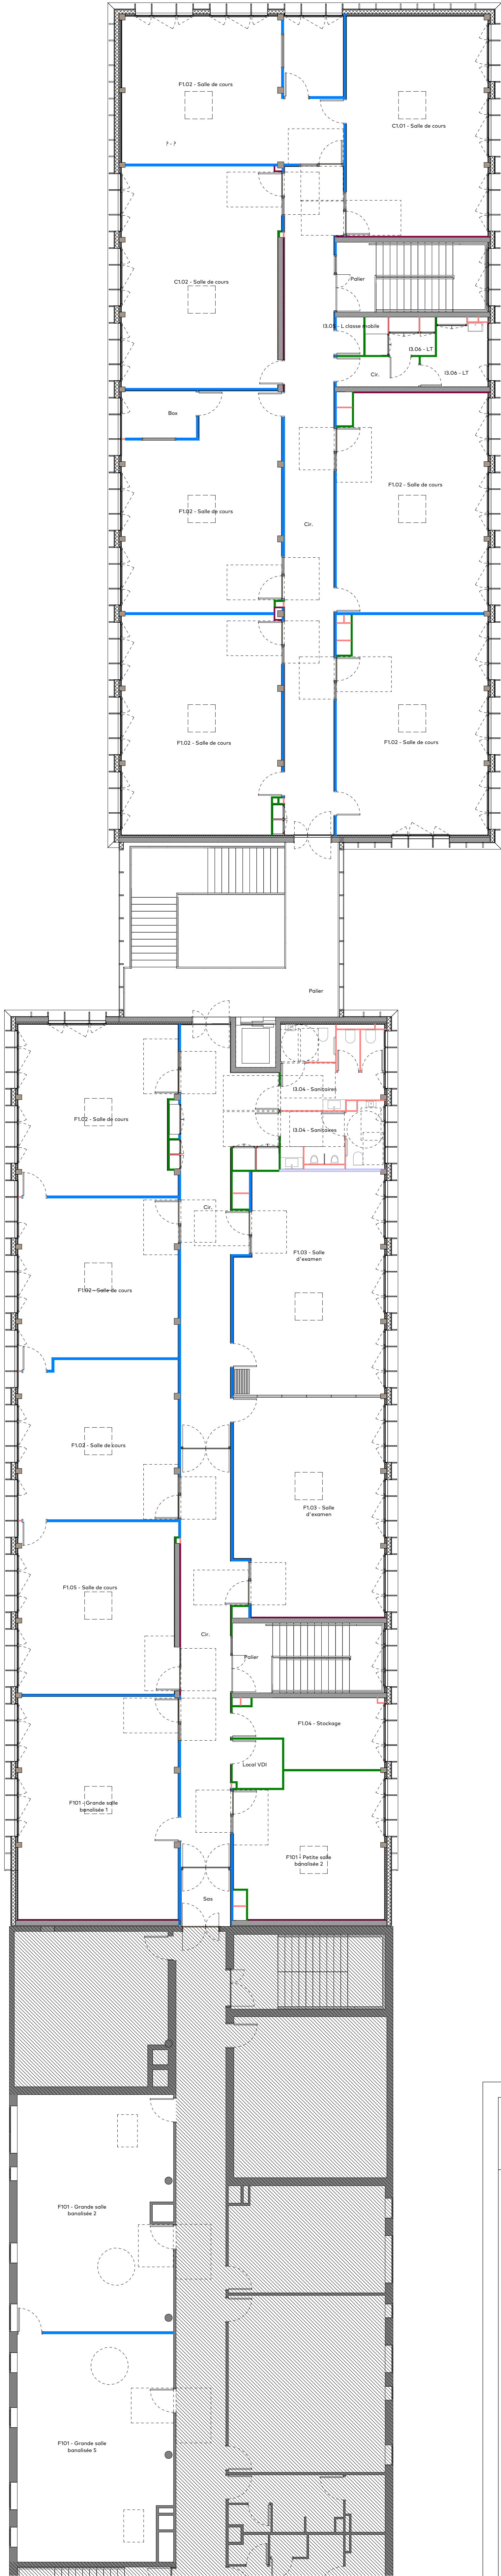 F1.02 - Salle de cours
C1.01 - Salle de cours
? - ?
C1.02 - Salle de cours
Palier
I3.05 - L classe mobile
I3.06 - LT
Cir.
I3.06 - LT
Box
F1.02 - Salle de cours
F1.02 - Salle de cours
Cir.
F1.02 - Salle de cours
F1.02 - Salle de cours
Palier
I3.04 - Sanitaires
F1.02 - Salle de cours
I3.04 - Sanitaires
Cir.
F1.03 - Salle
d'examen
F1.02 - Salle de cours
F1.02 - Salle de cours
F1.03 - Salle
d'examen
F1.05 - Salle de cours
Cir.
Palier
F1.04 - Stockage
Local VDI
F101 - Grande salle
banalisée 1
F101 - Petite salle
banalisée 2
Sas
F101 - Grande salle
banalisée 2
F101 - Grande salle
banalisée 5